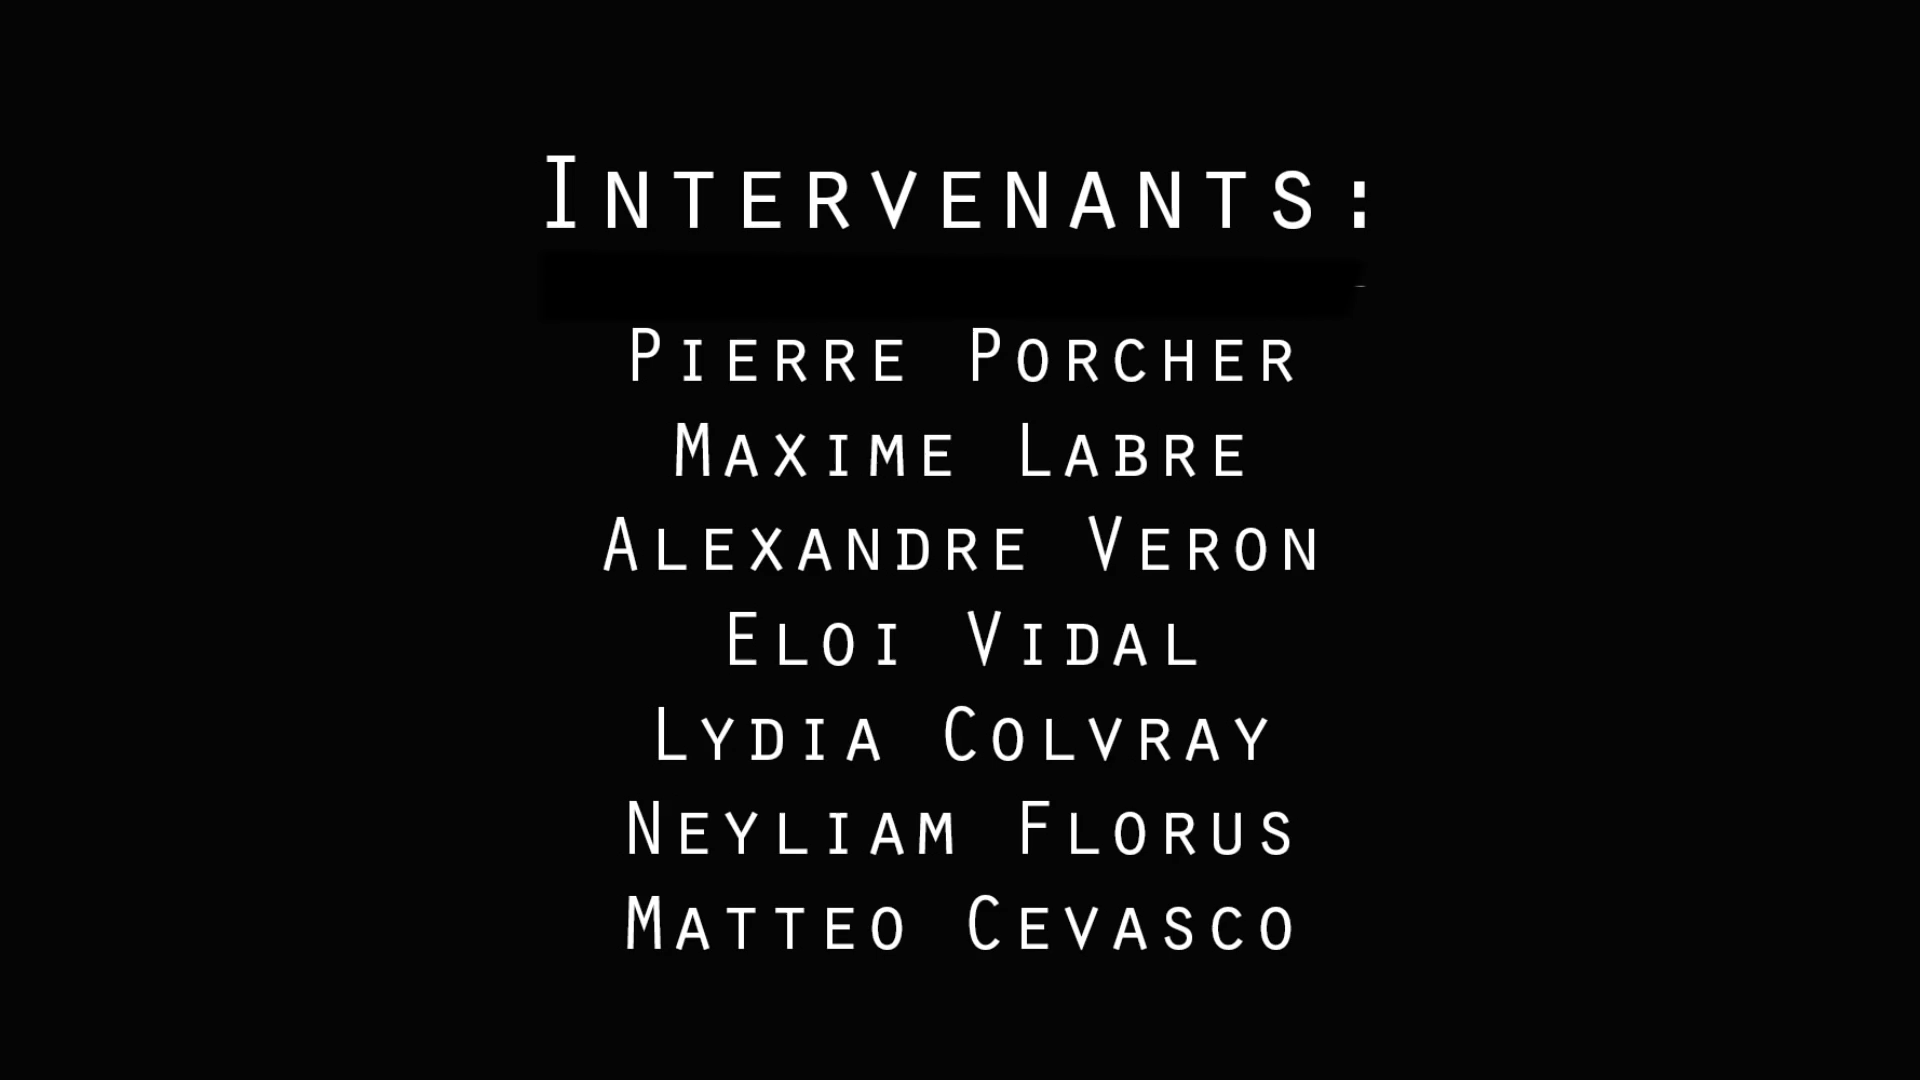 Intervenants:
Pierre Porcher
Maxime Labre
Alexandre Veron
Eloi Vidal
Lydia Colvray
Neyliam Florus
Matteo Cevasco